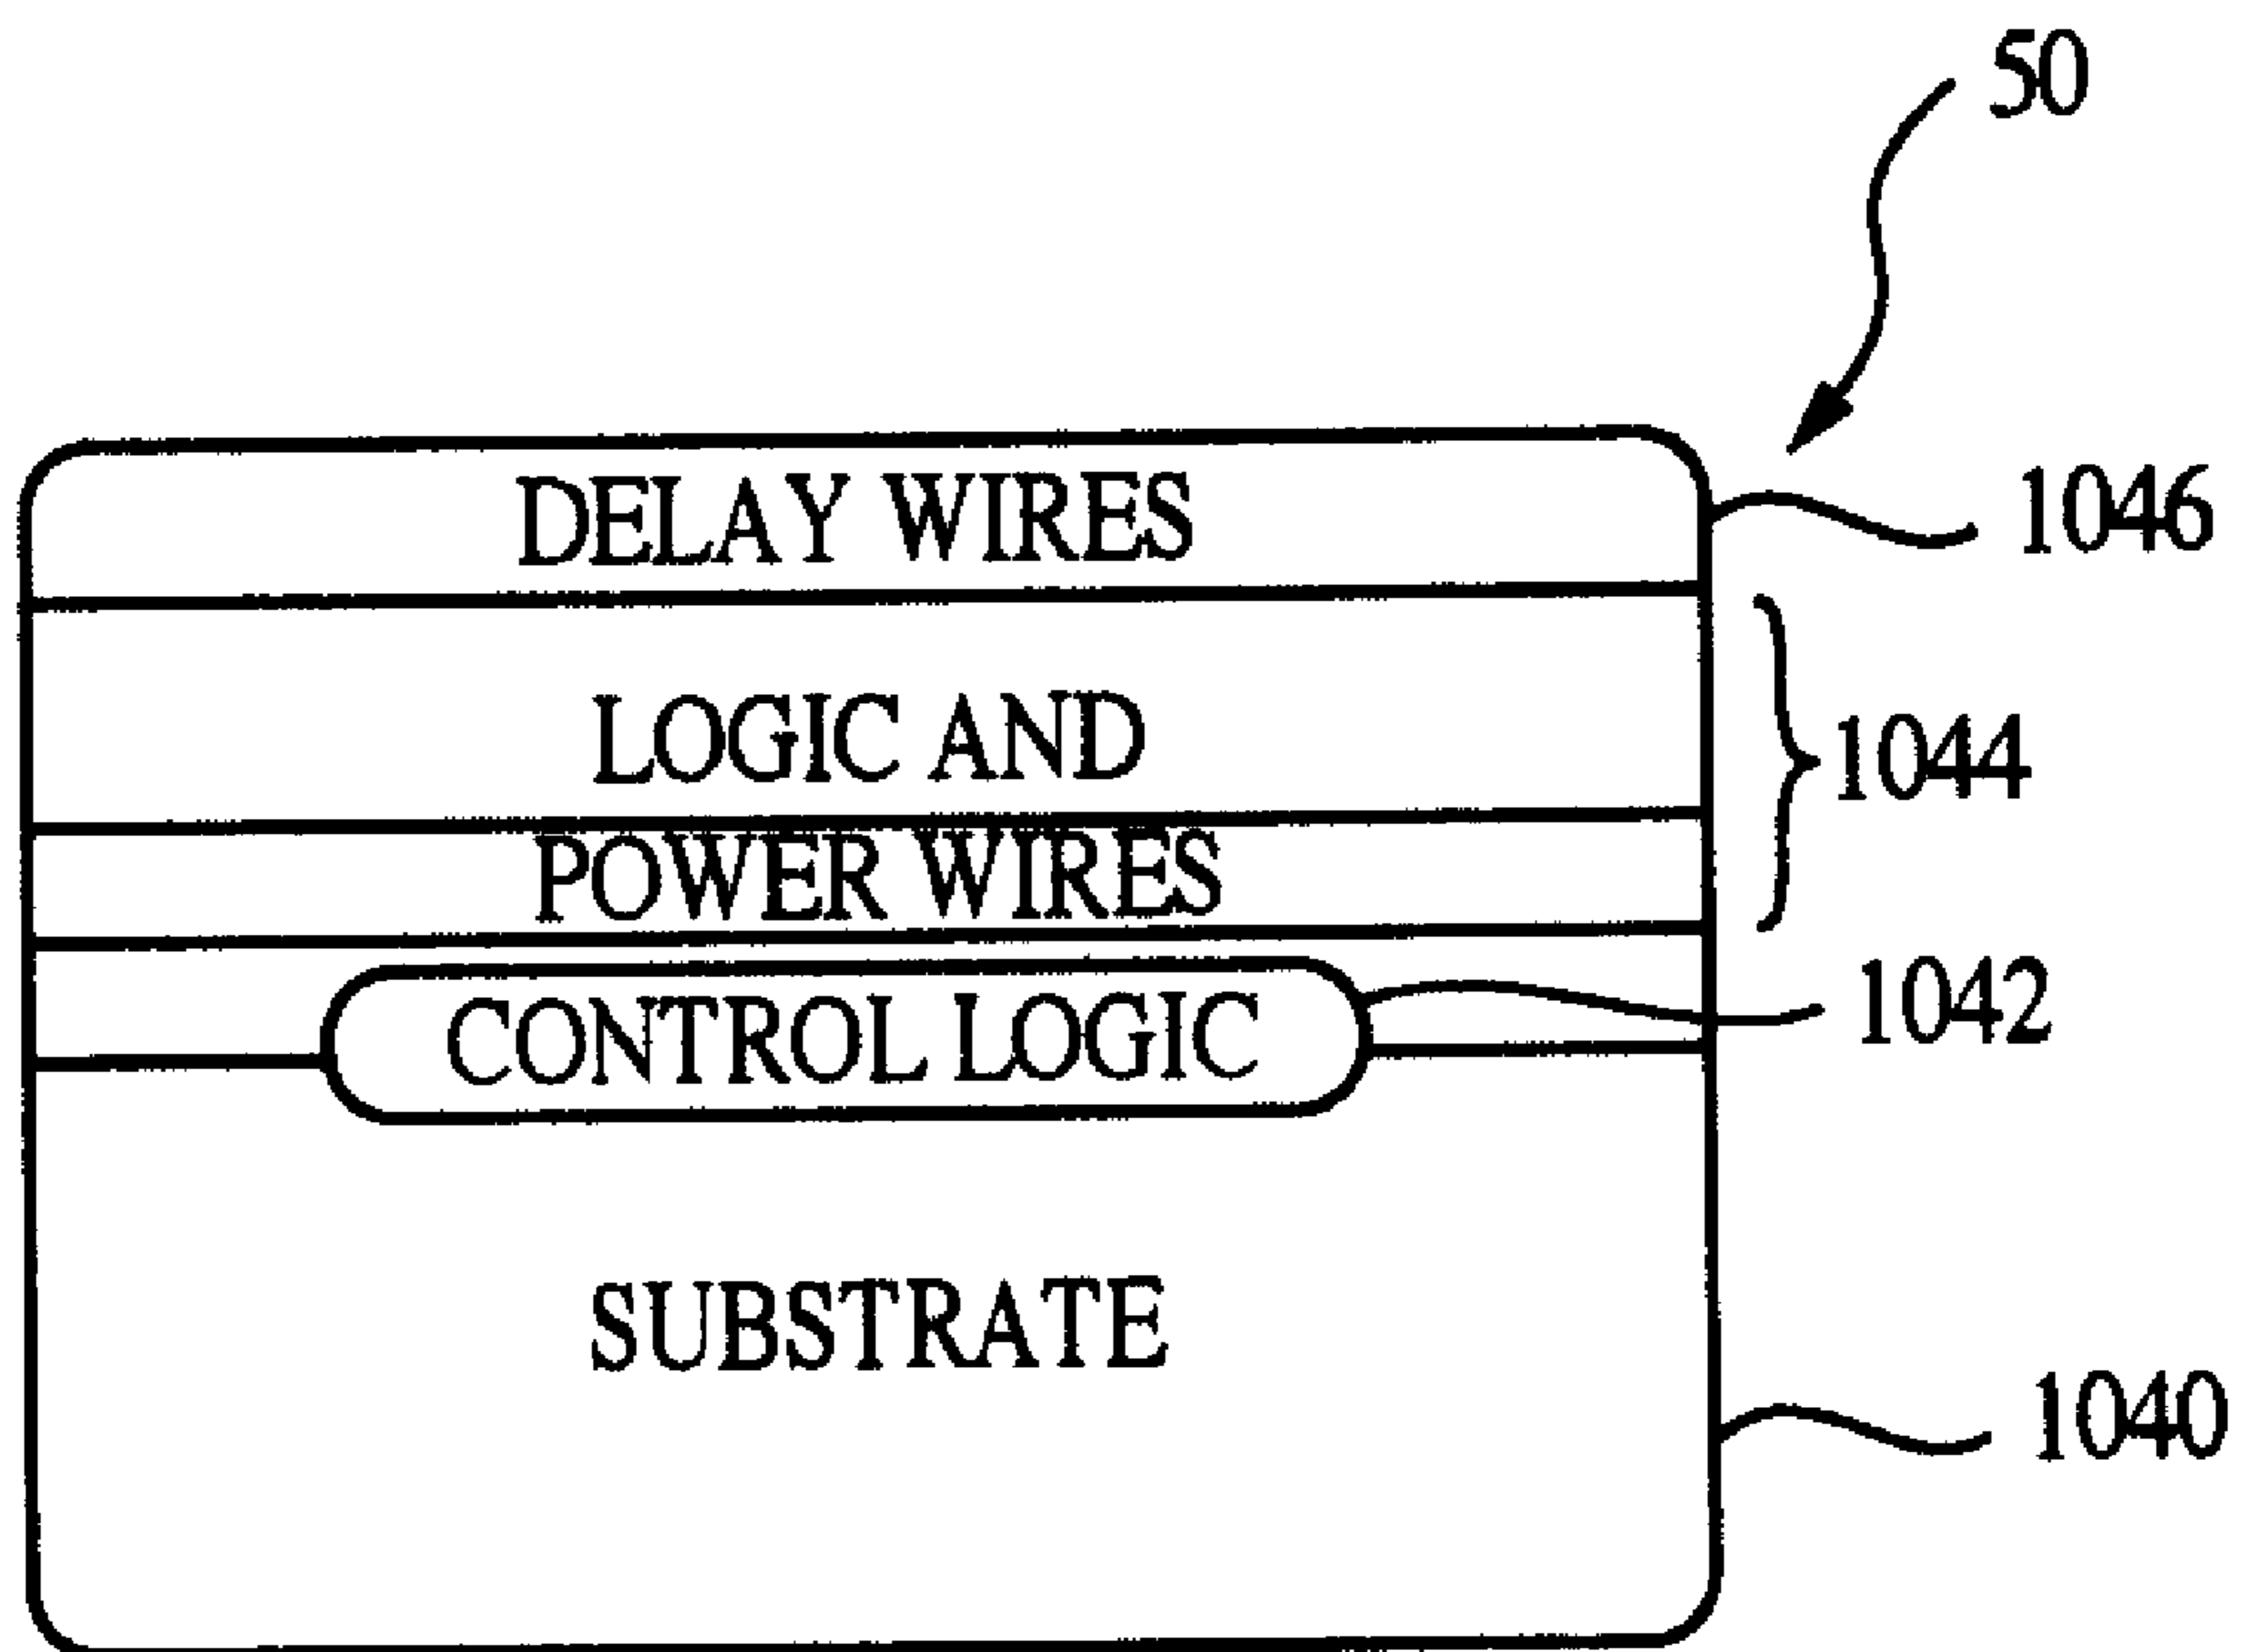 50
DELAY WIRES
1046
LOGIC AND
1044
POWER WIRES
CONTROL LOGIC
1042
SUBSTRATE
1040